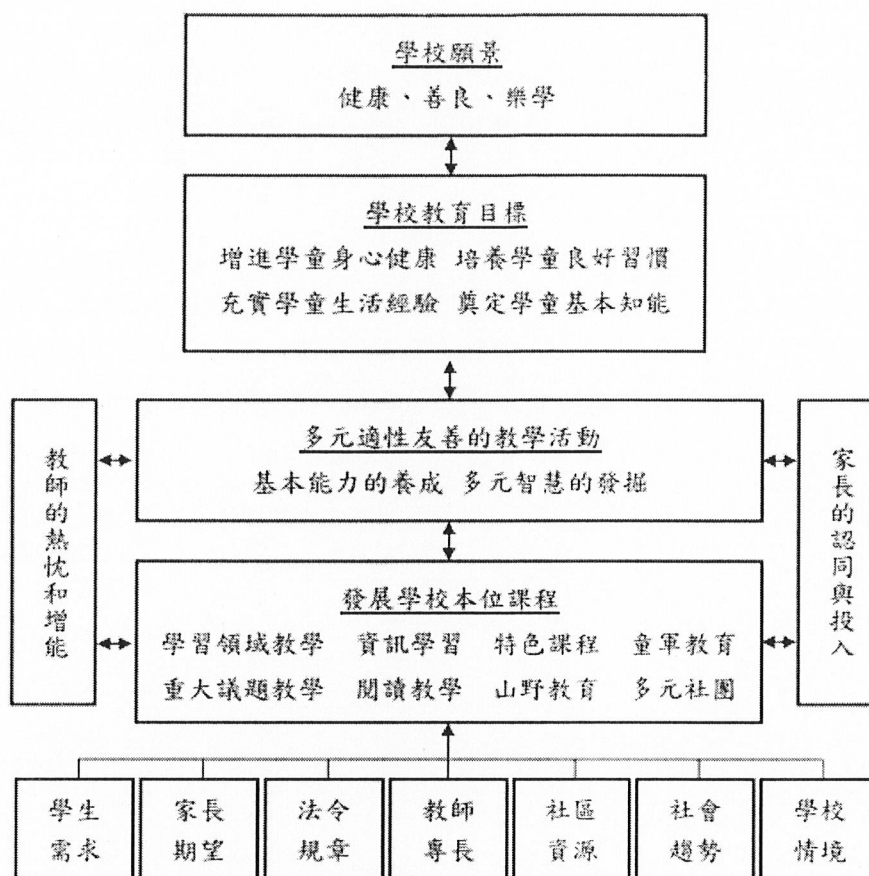 學校願景
健康、善良、樂學
學校教育目標
增進學童身心健康 培養學童良好習慣
充實學童生活經驗 奠定學童基本知能
教師的熱忱和增能
多元適性友善的教學活動
基本能力的養成 多元智慧的發掘
家長的認同與投入
發展學校本位課程
學習領域教學 資訊學習 特色課程 童軍教育
重大議題教學 閱讀教學 山野教育 多元社團
學生
需求
家長
期望
法令
規章
教師
專長
社區
資源
社會
趨勢
學校
情境